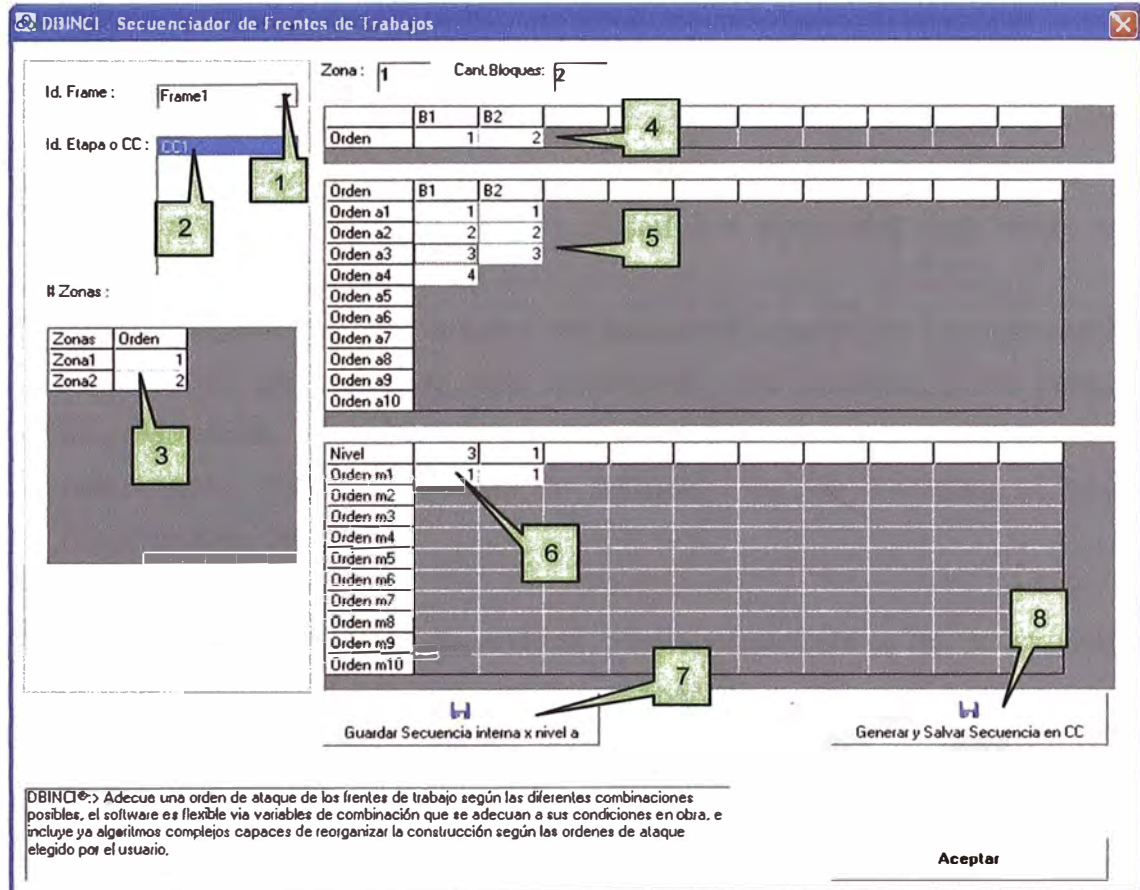 DBINCI - Secuenciador de Frentes de Trabajos
Id. Frame : Frame1
Id. Etapa o CC : CC1
# Zonas :
Zonas Orden
Zona1 1
Zona2 2
Zona : 1 Cant.Bloques: 2
B1 B2
Orden 1 2
Orden B1 B2
Orden a1 1 1
Orden a2 2 2
Orden a3 3 3
Orden a4 4
Orden a5
Orden a6
Orden a7
Orden a8
Orden a9
Orden a10
Nivel 3 1
Orden m1 1 1
Orden m2
Orden m3
Orden m4
Orden m5
Orden m6
Orden m7
Orden m8
Orden m9
Orden m10
1
2
3
4
5
6
7
8
Guardar Secuencia interna x nivel a
Generar y Salvar Secuencia en CC
DBINCI©:> Adecue una orden de ataque de los frentes de trabajo según las diferentes combinaciones
posibles, el software es flexible via variables de combinación que se adecuan a sus condiciones en obra, e
incluye ya algoritmos complejos capaces de reorganizar la construcción según las ordenes de ataque
elegido por el usuario.
Aceptar